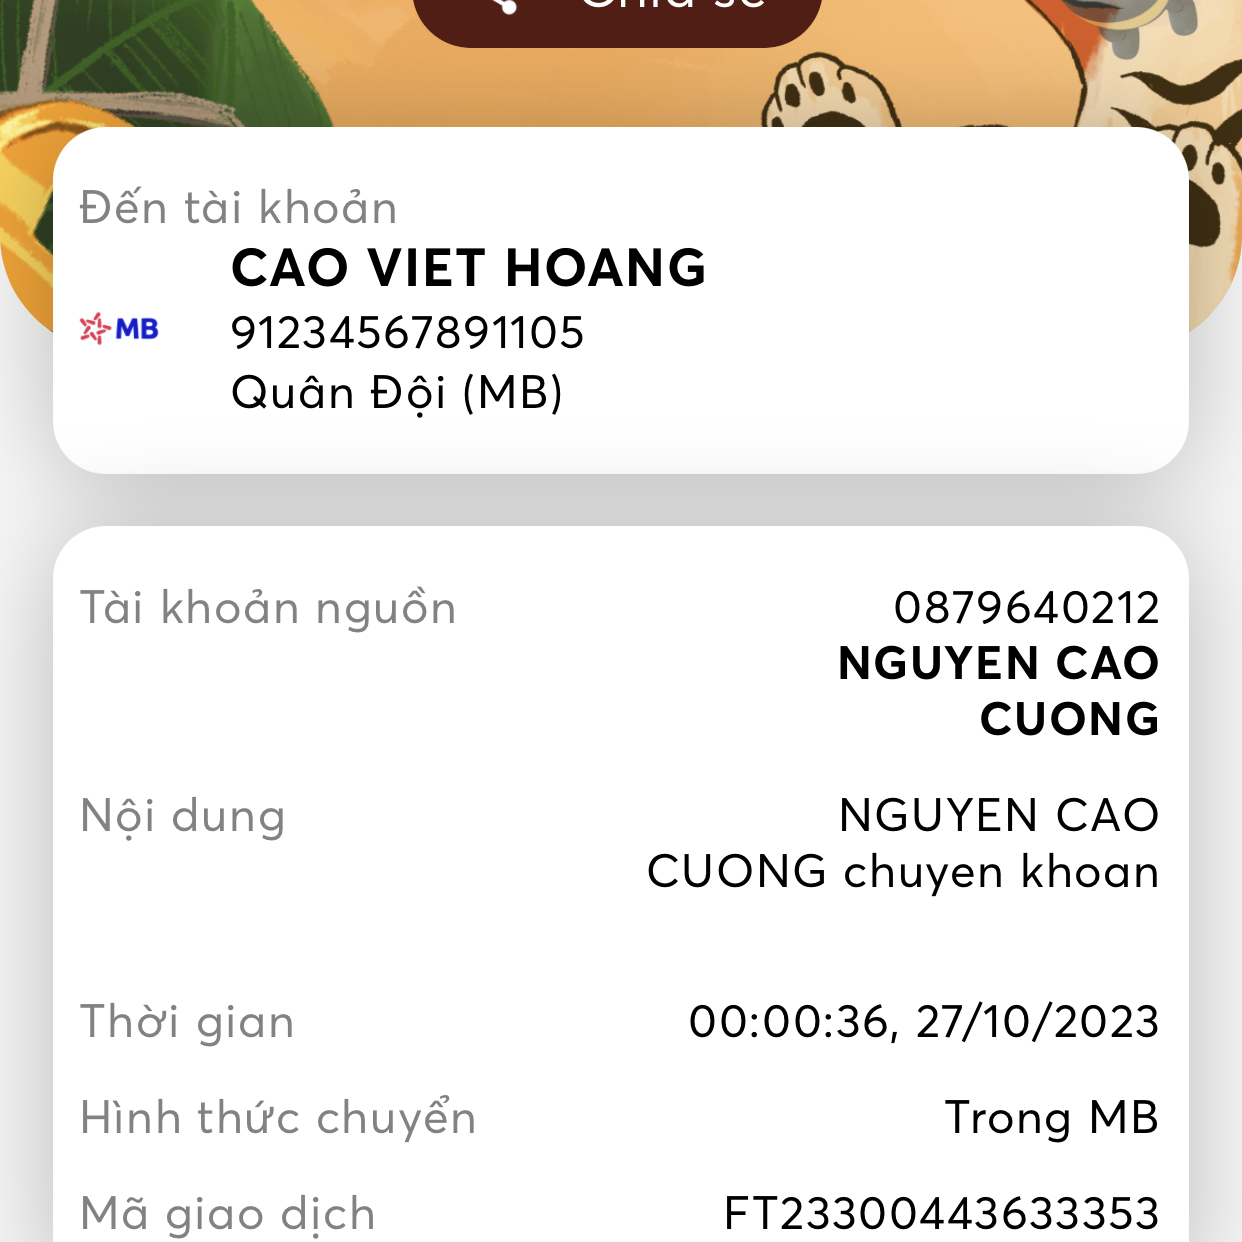 Chia sẻ
Đến tài khoản
CAO VIET HOANG
MB
91234567891105
Quân Đội (MB)
Tài khoản nguồn
0879640212
NGUYEN CAO
CUONG
Nội dung
NGUYEN CAO
CUONG chuyen khoan
Thời gian
00:00:36, 27/10/2023
Hình thức chuyển
Trong MB
Mã giao dịch
FT23300443633353